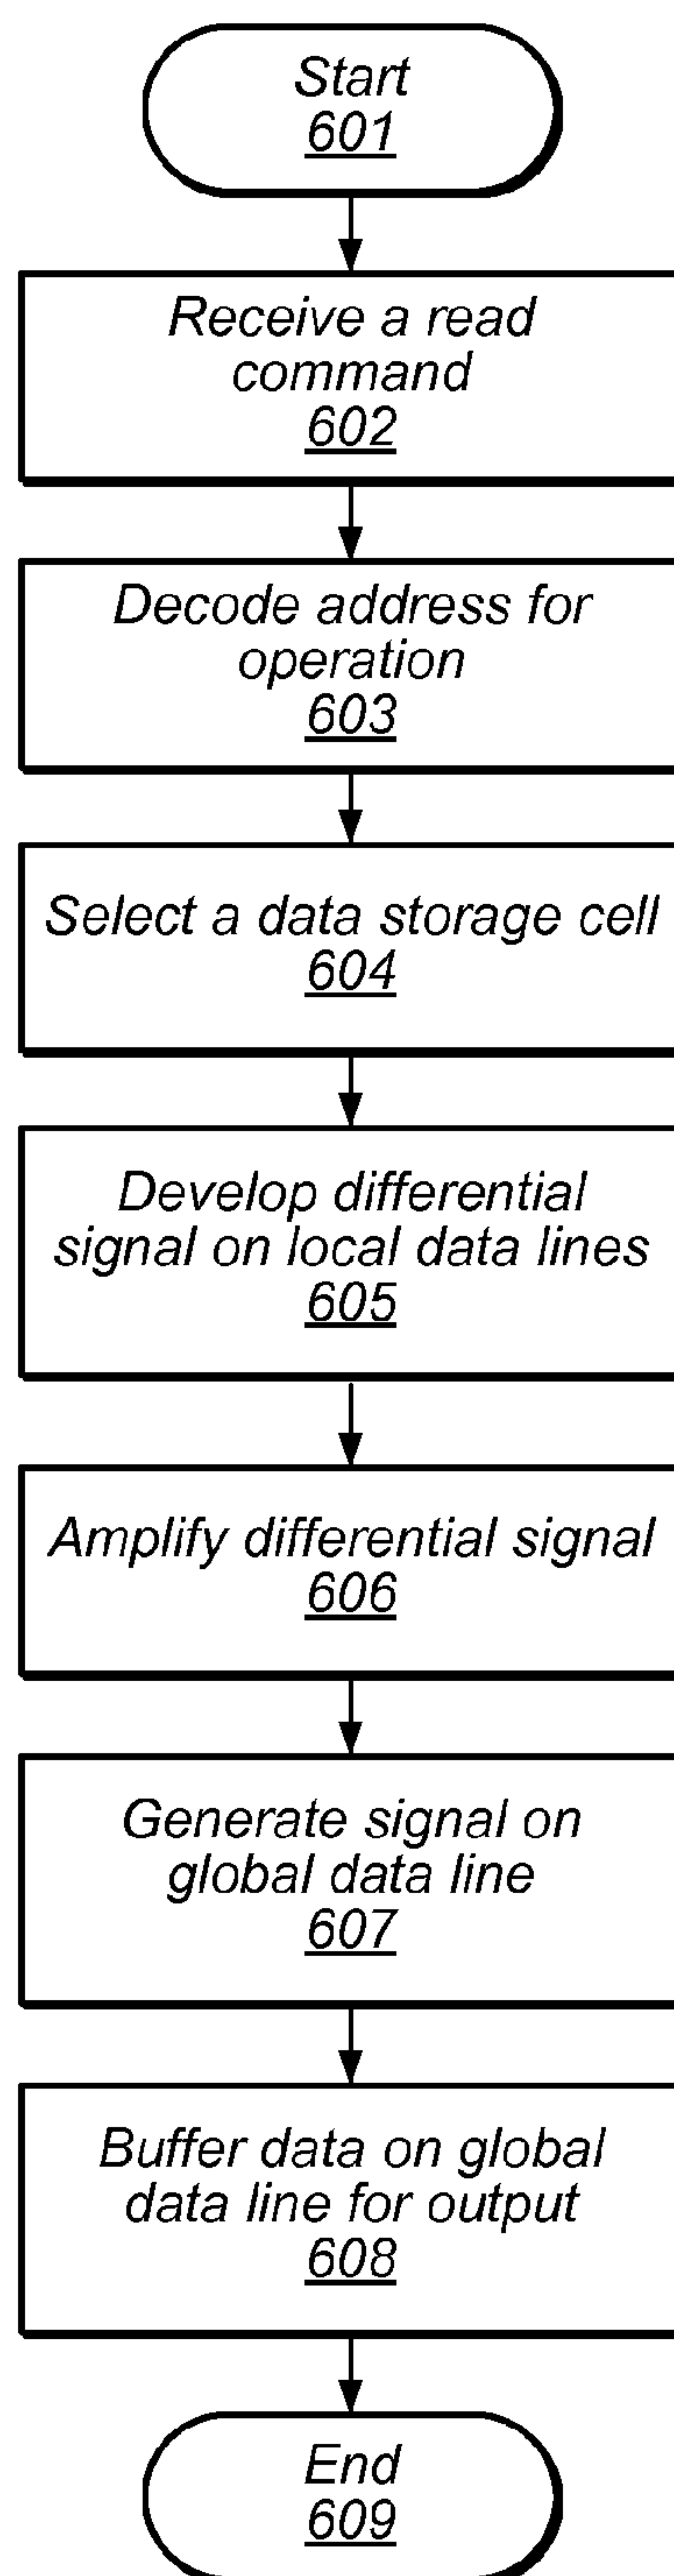 Start
601
Receive a read
command
602
Decode address for
operation
603
Select a data storage cell
604
Develop differential
signal on local data lines
605
Amplify differential signal
606
Generate signal on
global data line
607
Buffer data on global
data line for output
608
End
609